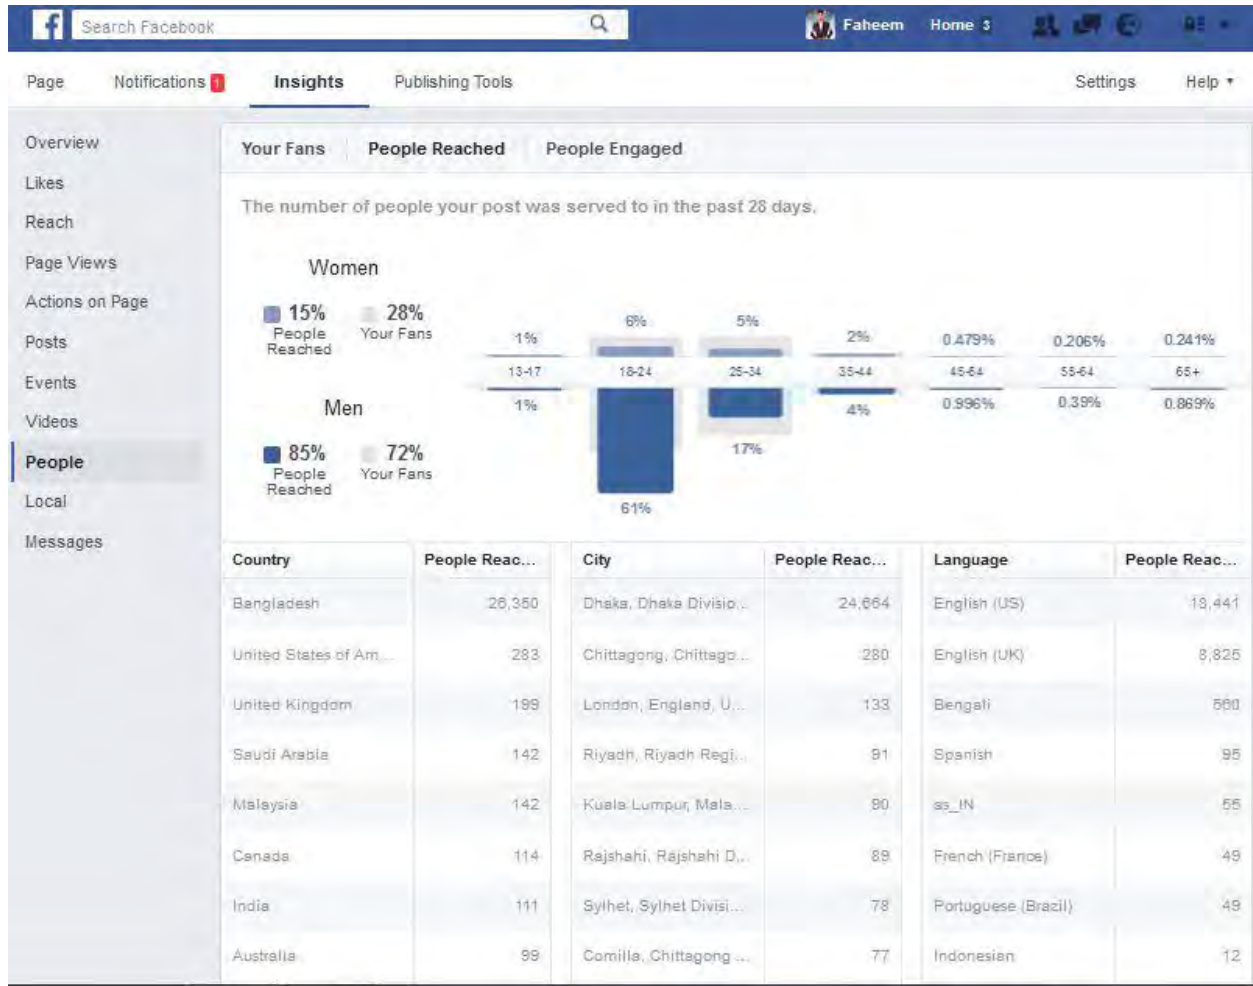 f Search Facebook Faheem Home 3
Page Notifications 1 Insights Publishing Tools Settings Help
Overview
Likes
Reach
Page Views
Actions on Page
Posts
Events
Videos
People
Local
Messages
Your Fans People Reached People Engaged
The number of people your post was served to in the past 28 days.
Women
15% 28%
People Your Fans
Reached
1% 6% 5% 2% 0.479% 0.206% 0.241%
13-17 18-24 25-34 35-44 65+
Men
1% 61% 17% 4% 0.996% 0.39% 0.869%
85% 72%
People Your Fans
Reached
Country People Reac... City People Reac... Language People Reac...
Bangladesh 26,350 Dhaka, Dhaka Divisio... 24,664 English (US)
United States of Am... 283 Chittagong, Chittago... 280 English (UK) 8,825
United Kingdom 199 London, England, U... 133 Bengali 560
Saudi Arabia 142 Riyadh, Riyadh Regi... 91 Spanish 95
Malaysia 142 Kuala Lumpur, Mala... 90 as_IN 55
Canada 114 Rajshahi, Rajshahi D... 89 French (France) 49
India 111 Sylhet, Sylhet Divisi... 78 Portuguese (Brazil) 49
Australia 99 Comilla, Chittagong ... 77 Indonesian 12